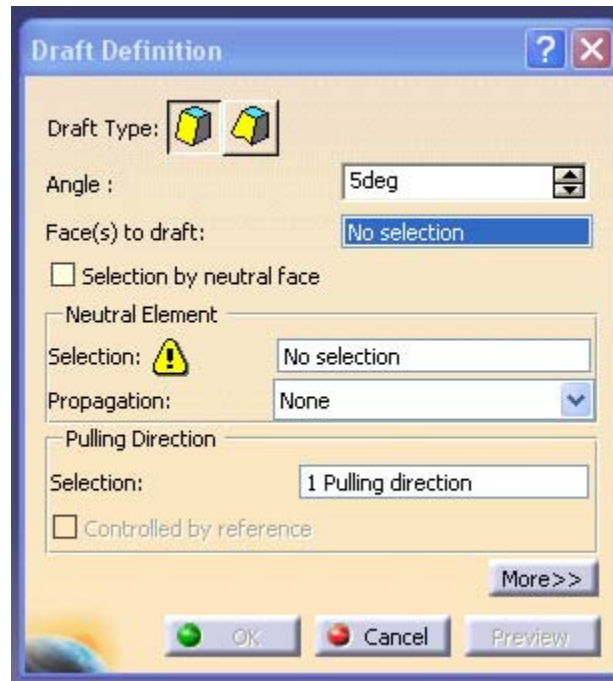 Draft Definition
Draft Type:
Angle : 5deg
Face(s) to draft: No selection
Selection by neutral face
Neutral Element
Selection: No selection
Propagation: None
Pulling Direction
Selection: 1 Pulling direction
Controlled by reference
More>>
OK Cancel Preview